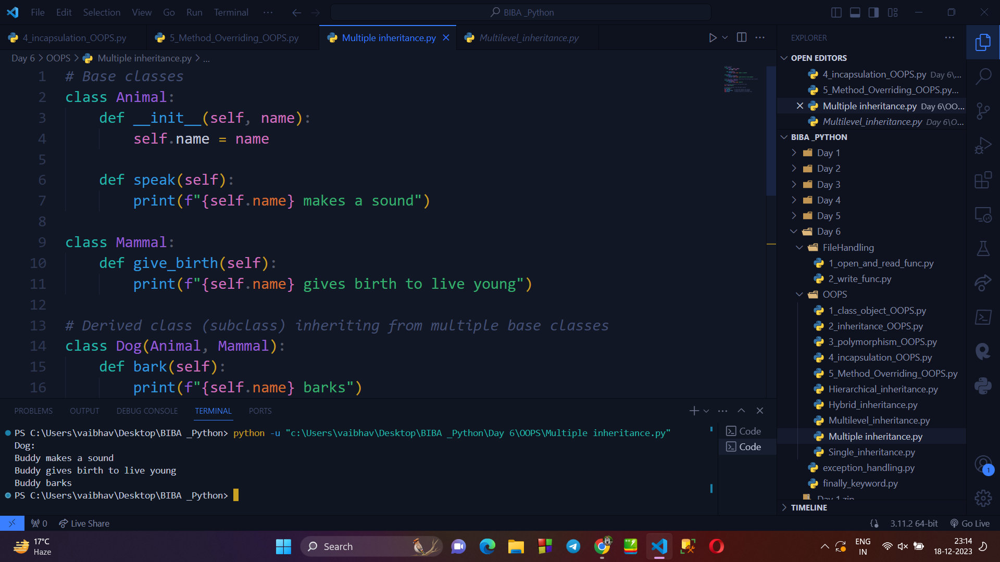 File Edit Selection View Go Run Terminal ··· BIBA _Python
4_incapsulation_OOPS.py 5_Method_Overriding_OOPS.py Multiple inheritance.py Multilevel_inheritance.py
Day 6 > OOPS > Multiple inheritance.py > ...
1 # Base classes
2 class Animal:
3 def __init__(self, name):
4 self.name = name
5
6 def speak(self):
7 print(f"{self.name} makes a sound")
8
9 class Mammal:
10 def give_birth(self):
11 print(f"{self.name} gives birth to live young")
12
13 # Derived class (subclass) inheriting from multiple base classes
14 class Dog(Animal, Mammal):
15 def bark(self):
16 print(f"{self.name} barks")
PROBLEMS OUTPUT DEBUG CONSOLE TERMINAL PORTS
PS C:\Users\vaibhav\Desktop\BIBA _Python> python -u "c:\Users\vaibhav\Desktop\BIBA _Python\Day 6\OOPS\Multiple inheritance.py"
Dog:
Buddy makes a sound
Buddy gives birth to live young
Buddy barks
PS C:\Users\vaibhav\Desktop\BIBA _Python>
Code
Code
EXPLORER
OPEN EDITORS
4_incapsulation_OOPS.py Day 6\...
5_Method_Overriding_OOPS.py...
Multiple inheritance.py Day 6\OO...
Multilevel_inheritance.py Day 6\O...
BIBA _PYTHON
Day 1
Day 2
Day 3
Day 4
Day 5
Day 6
FileHandling
1_open_and_read_func.py
2_write_func.py
OOPS
1_class_object_OOPS.py
2_inheritance_OOPS.py
3_polymorphism_OOPS.py
4_incapsulation_OOPS.py
5_Method_Overriding_OOPS.py
Hierarchical_inheritance.py
Hybrid_inheritance.py
Multilevel_inheritance.py
Multiple inheritance.py
Single_inheritance.py
exception_handling.py
finally_keyword.py
Day 1.zip
TIMELINE
1
0 Live Share 3.11.2 64-bit Go Live
17°C
Haze
Search
ENG
IN
23:14
18-12-2023